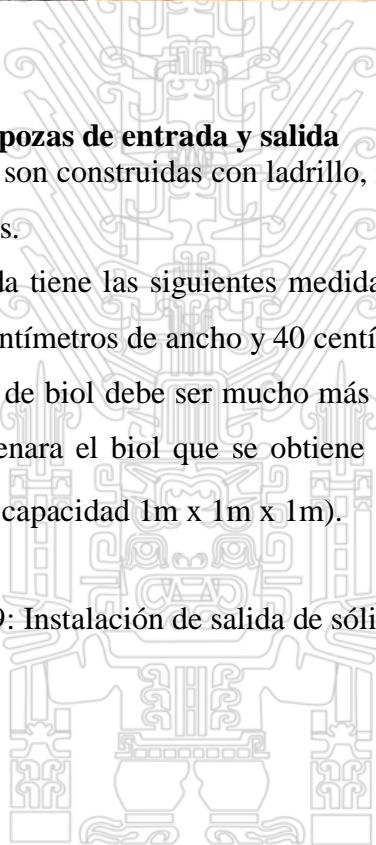 pozas de entrada y salida
son construidas con ladrillo,
s.
da tiene las siguientes medida
entímetros de ancho y 40 centí
de biol debe ser mucho más
enara el biol que se obtiene
capacidad 1m x 1m x 1m).
9: Instalación de salida de sóli